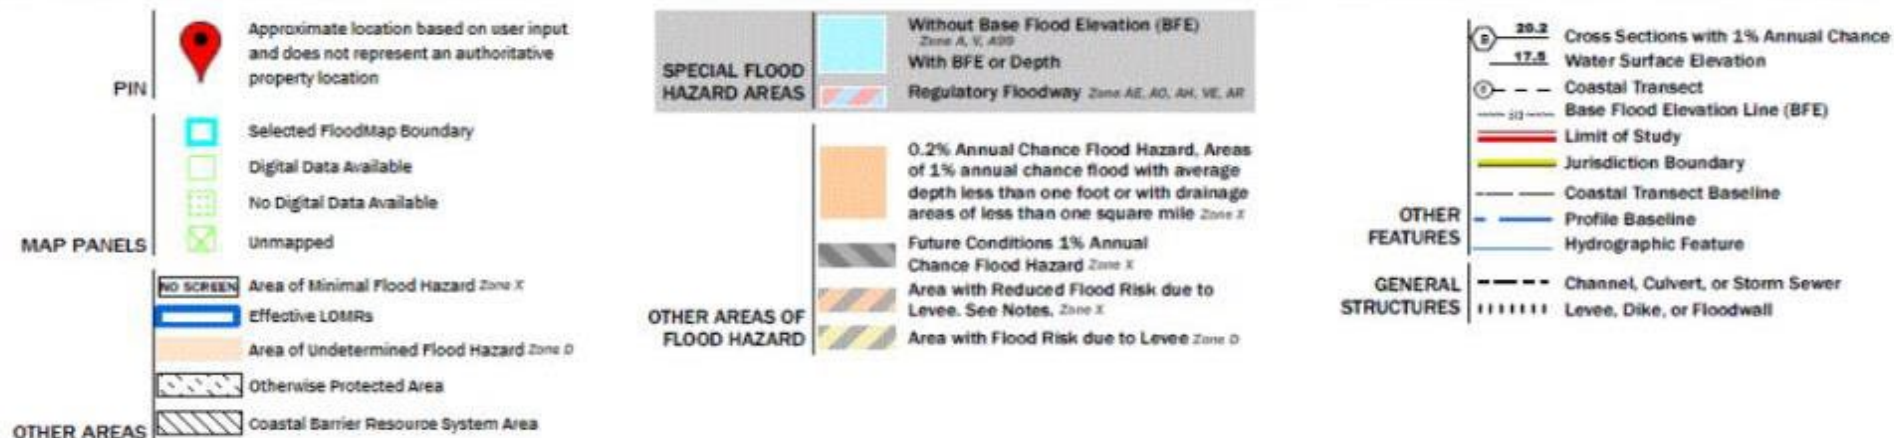 PIN
Approximate location based on user input
and does not represent an authoritative
property location
MAP PANELS
Selected FloodMap Boundary
Digital Data Available
No Digital Data Available
Unmapped
OTHER AREAS
NO SCREEN Area of Minimal Flood Hazard Zone X
Effective LOMRs
Area of Undetermined Flood Hazard Zone D
Otherwise Protected Area
Coastal Barrier Resource System Area
SPECIAL FLOOD
HAZARD AREAS
Without Base Flood Elevation (BFE)
Zone A, V, A99
With BFE or Depth
Regulatory Floodway Zone AE, AO, AH, VE, AR
OTHER AREAS OF
FLOOD HAZARD
0.2% Annual Chance Flood Hazard, Areas
of 1% annual chance flood with average
depth less than one foot or with drainage
areas of less than one square mile Zone X
Future Conditions 1% Annual
Chance Flood Hazard Zone X
Area with Reduced Flood Risk due to
Levee. See Notes. Zone X
Area with Flood Risk due to Levee Zone D
OTHER
FEATURES
B 20.2 Cross Sections with 1% Annual Chance
17.5 Water Surface Elevation
Coastal Transect
513 Base Flood Elevation Line (BFE)
Limit of Study
Jurisdiction Boundary
Coastal Transect Baseline
Profile Baseline
Hydrographic Feature
GENERAL
STRUCTURES
Channel, Culvert, or Storm Sewer
Levee, Dike, or Floodwall